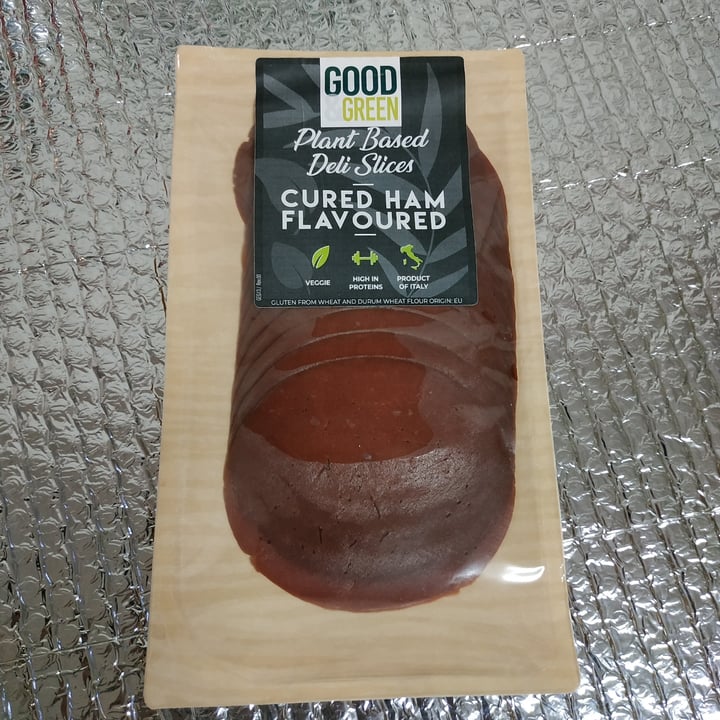 GOOD
& GREEN
Plant Based
Deli Slices
CURED HAM
FLAVOURED
VEGGIE
HIGH IN
PROTEINS
PRODUCT
OF ITALY
GLUTEN FROM WHEAT AND DURUM WHEAT FLOUR ORIGIN: EU